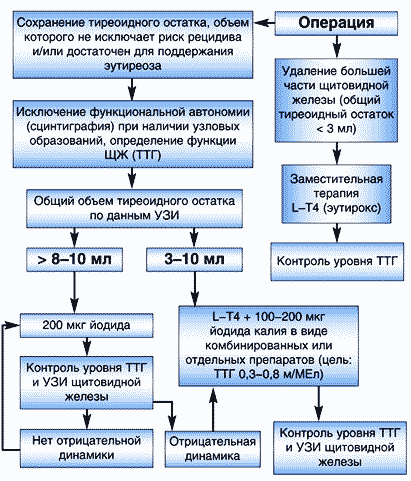 Сохранение тиреоидного остатка, объем
которого не исключает риск рецидива
и/или достаточен для поддержания
эутиреоза
Операция
Удаление большей
части щитовидной
железы (общий
тиреоидный остаток
< 3 мл)
Исключение функциональной автономии
(сцинтиграфия) при наличии узловых
образований, определение функции
ЩЖ (ТТГ)
Заместительная
терапия
L–T4 (эутирокс)
Общий объем тиреоидного остатка
по данным УЗИ
Контроль уровня ТТГ
> 8–10 мл
3–10 мл
200 мкг йодида
L–T4 + 100–200 мкг
йодида калия в виде
комбинированных или
отдельных препаратов (цель:
ТТГ 0,3–0,8 м/МЕл)
Контроль уровня ТТГ
и УЗИ щитовидной
железы
Нет отрицательной
динамики
Отрицательная
динамика
Контроль уровня ТТГ
и УЗИ щитовидной
железы